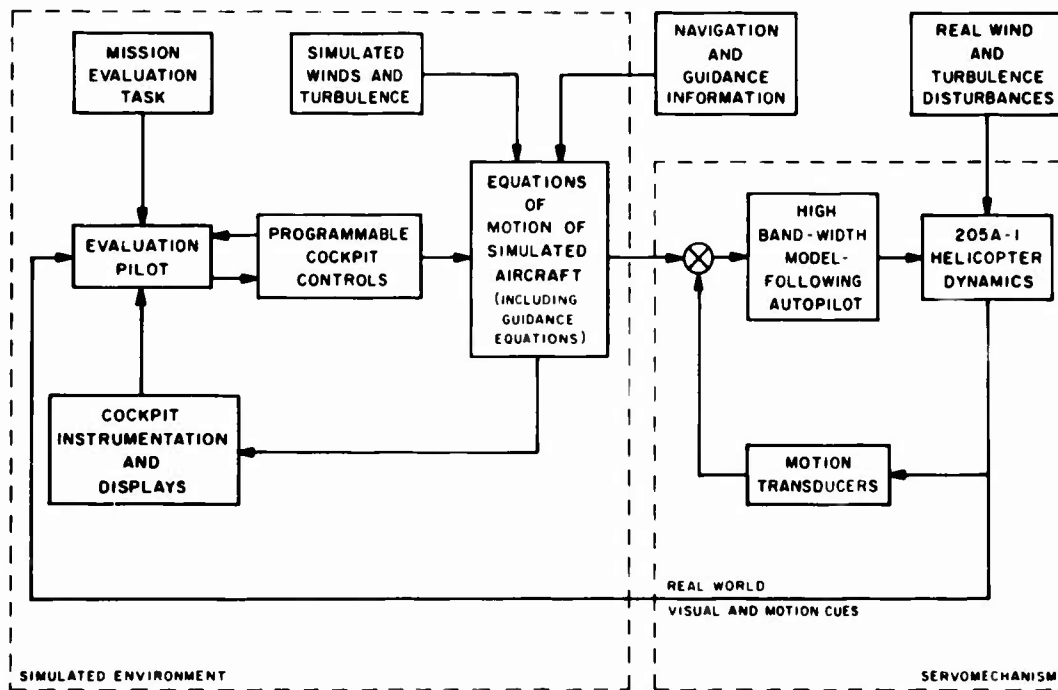 MISSION
EVALUATION
TASK
SIMULATED
WINDS AND
TURBULENCE
NAVIGATION
AND
GUIDANCE
INFORMATION
REAL WIND
AND
TURBULENCE
DISTURBANCES
EVALUATION
PILOT
PROGRAMMABLE
COCKPIT
CONTROLS
EQUATIONS
OF
MOTION OF
SIMULATED
AIRCRAFT
(INCLUDING
GUIDANCE
EQUATIONS)
HIGH
BAND-WIDTH
MODEL-
FOLLOWING
AUTOPILOT
205A-1
HELICOPTER
DYNAMICS
COCKPIT
INSTRUMENTATION
AND
DISPLAYS
MOTION
TRANSDUCERS
REAL WORLD
VISUAL AND MOTION CUES
SIMULATED ENVIRONMENT
SERVOMECHANISM